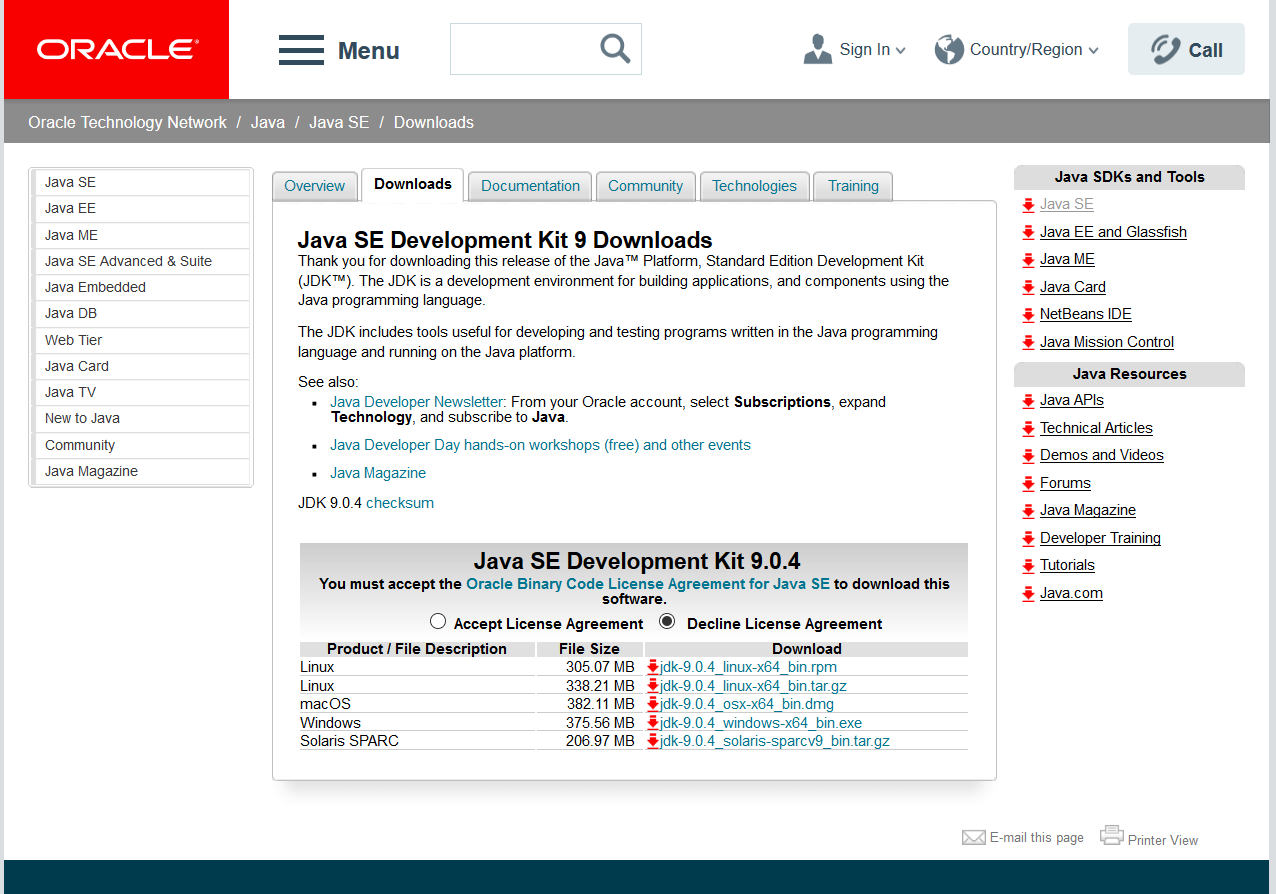 ORACLE®
Menu
Sign In
Country/Region
Call
Oracle Technology Network / Java / Java SE / Downloads
Java SE
Java EE
Java ME
Java SE Advanced & Suite
Java Embedded
Java DB
Web Tier
Java Card
Java TV
New to Java
Community
Java Magazine
Overview
Downloads
Documentation
Community
Technologies
Training
Java SE Development Kit 9 Downloads
Thank you for downloading this release of the Java™ Platform, Standard Edition Development Kit
(JDK™). The JDK is a development environment for building applications, and components using the
Java programming language.
The JDK includes tools useful for developing and testing programs written in the Java programming
language and running on the Java platform.
See also:
Java Developer Newsletter: From your Oracle account, select Subscriptions, expand
Technology, and subscribe to Java.
Java Developer Day hands-on workshops (free) and other events
Java Magazine
JDK 9.0.4 checksum
Java SE Development Kit 9.0.4
You must accept the Oracle Binary Code License Agreement for Java SE to download this
software.
Accept License Agreement Decline License Agreement
Product / File Description File Size Download
Linux 305.07 MB jdk-9.0.4_linux-x64_bin.rpm
Linux 338.21 MB jdk-9.0.4_linux-x64_bin.tar.gz
macOS 382.11 MB jdk-9.0.4_osx-x64_bin.dmg
Windows 375.56 MB jdk-9.0.4_windows-x64_bin.exe
Solaris SPARC 206.97 MB jdk-9.0.4_solaris-sparcv9_bin.tar.gz
Java SDKs and Tools
Java SE
Java EE and Glassfish
Java ME
Java Card
NetBeans IDE
Java Mission Control
Java Resources
Java APIs
Technical Articles
Demos and Videos
Forums
Java Magazine
Developer Training
Tutorials
Java.com
E-mail this page
Printer View